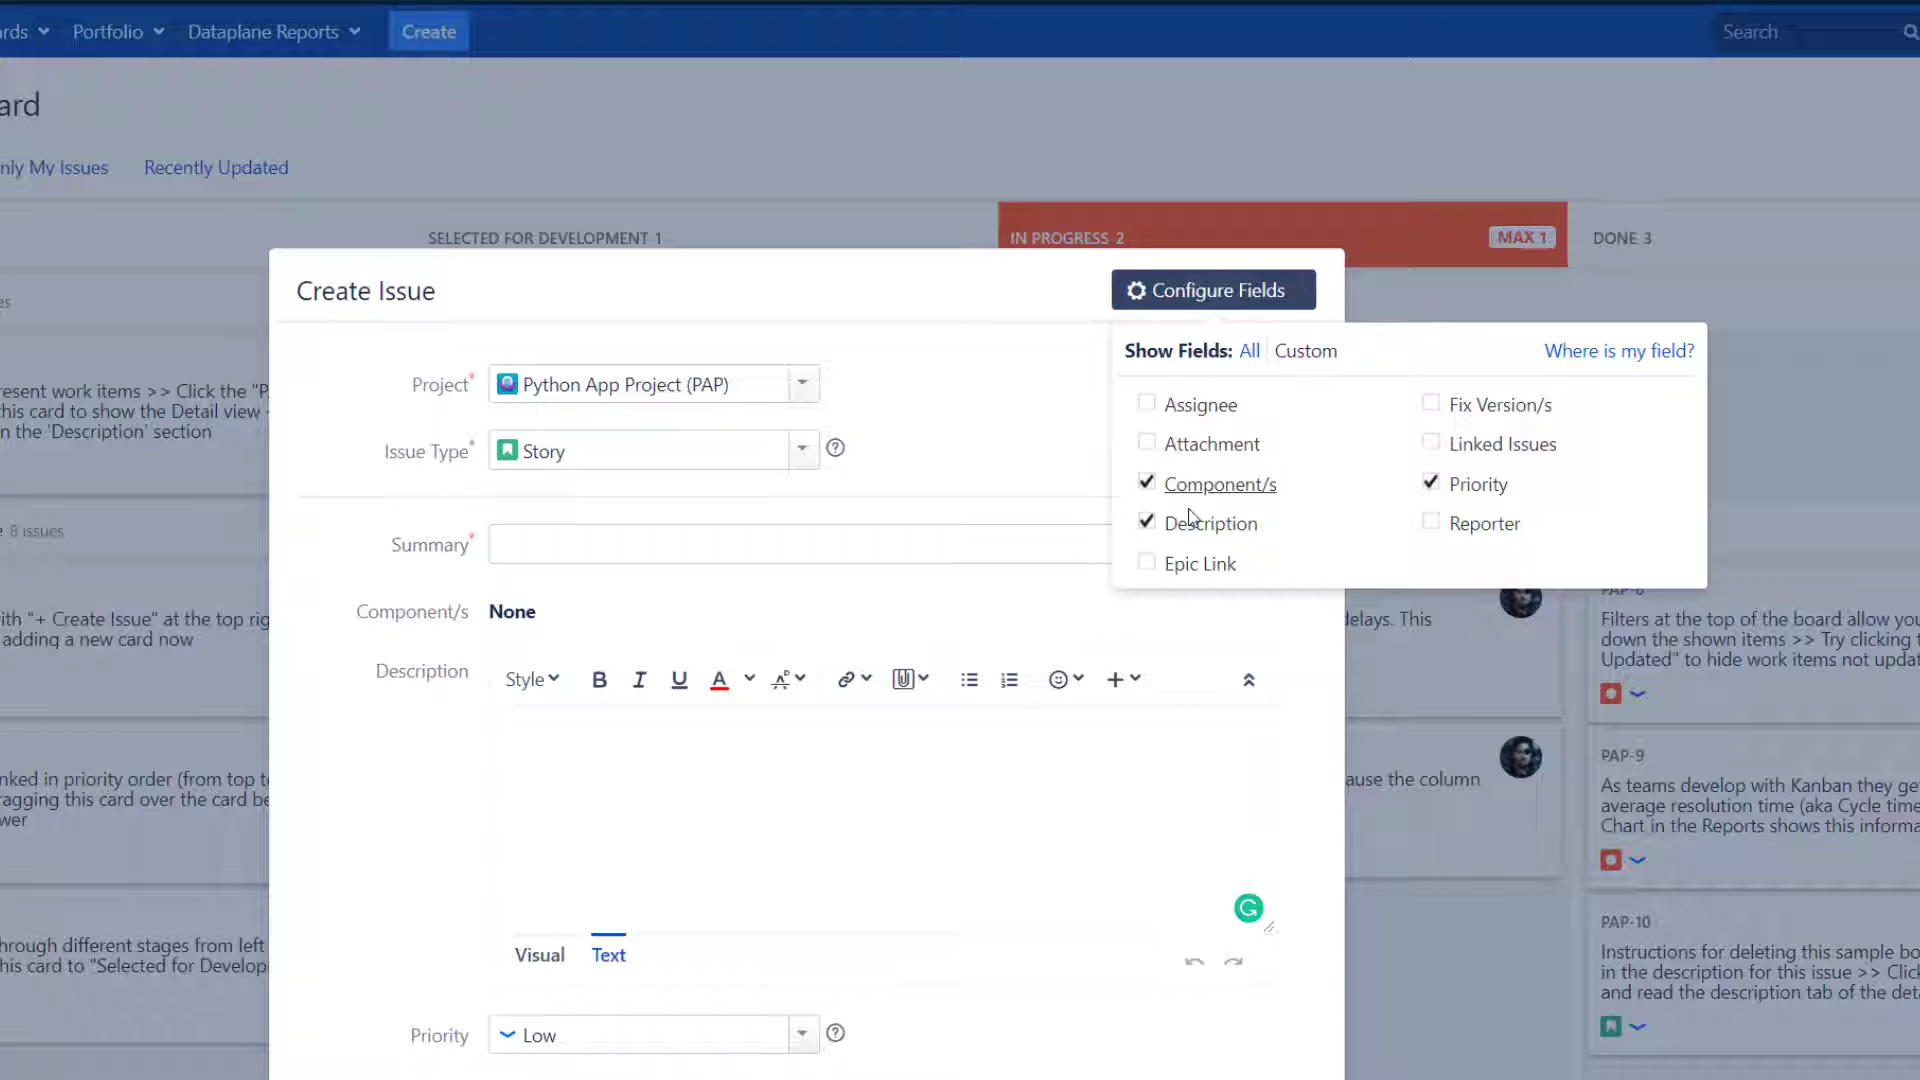 rds Portfolio Dataplane Reports Create Search
ard
nly My Issues Recently Updated
SELECTED FOR DEVELOPMENT 1 IN PROGRESS 2 MAX 1 DONE 3
Create Issue Configure Fields
es
Show Fields: All Custom Where is my field?
Project* Python App Project (PAP)
resent work items >> Click the "P
his card to show the Detail view
n the 'Description' section
Assignee Fix Version/s
Issue Type* Story
Attachment Linked Issues
Component/s Priority
Description Reporter
Epic Link
8 issues
Summary*
Component/s None
ith "+ Create Issue" at the top rig
adding a new card now
delays. This
PAP-8
Filters at the top of the board allow you
down the shown items >> Try clicking
Updated" to hide work items not updat
Description Style B I U A
nked in priority order (from top t
ragging this card over the card be
wer
ause the column
PAP-9
As teams develop with Kanban they ge
average resolution time (aka Cycle time
Chart in the Reports shows this informa
Visual Text
hrough different stages from left
his card to "Selected for Develop
PAP-10
Instructions for deleting this sample bo
in the description for this issue >> Click
and read the description tab of the deta
Priority Low